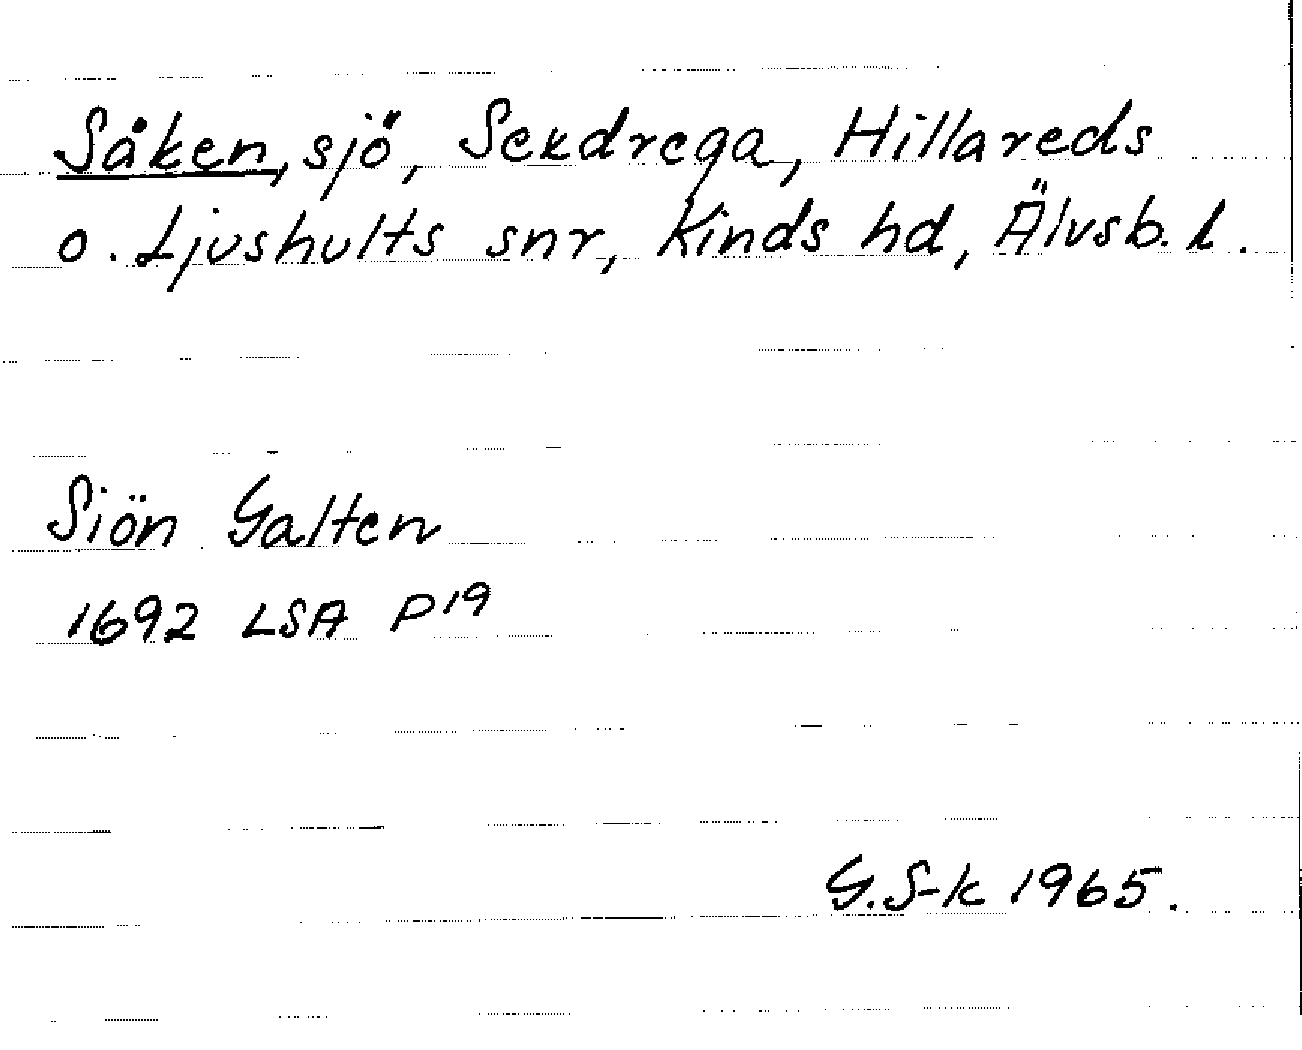 Såken, sjö, Sexdrega, Hillareds
o. Ljushults snr, Kinds hd, Älvsb. l.
Siön Galten
1692 LSA P19
G.S-k 1965.